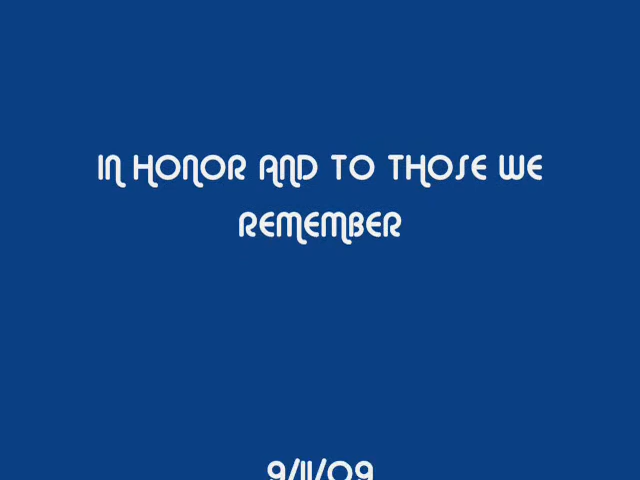 IN HONOR AND TO THOSE WE
REMEMBER
9/11/09